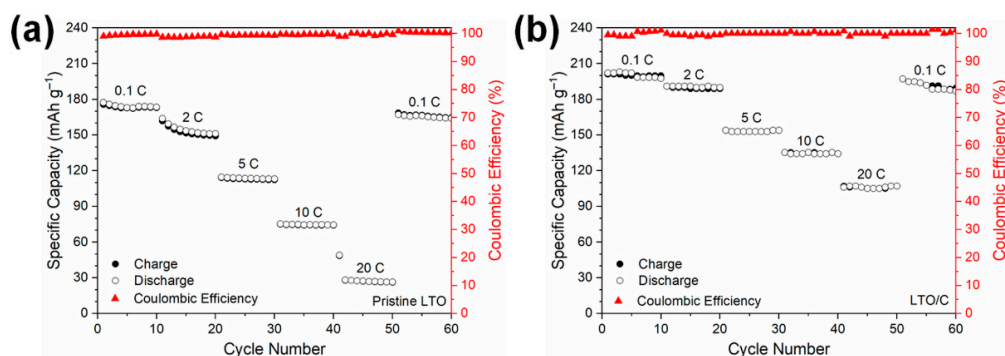 (a)
240
210
180
150
120
90
60
30
0
Specific Capacity (mAh g⁻¹)
0.1 C
2 C
5 C
10 C
20 C
0.1 C
Charge
Discharge
Coulombic Efficiency
Pristine LTO
100
90
80
70
60
50
40
30
20
10
0
Coulombic Efficiency (%)
0 10 20 30 40 50 60
Cycle Number
(b)
240
210
180
150
120
90
60
30
0
Specific Capacity (mAh g⁻¹)
0.1 C
2 C
5 C
10 C
20 C
0.1 C
Charge
Discharge
Coulombic Efficiency
LTO/C
100
90
80
70
60
50
40
30
20
10
0
Coulombic Efficiency (%)
0 10 20 30 40 50 60
Cycle Number